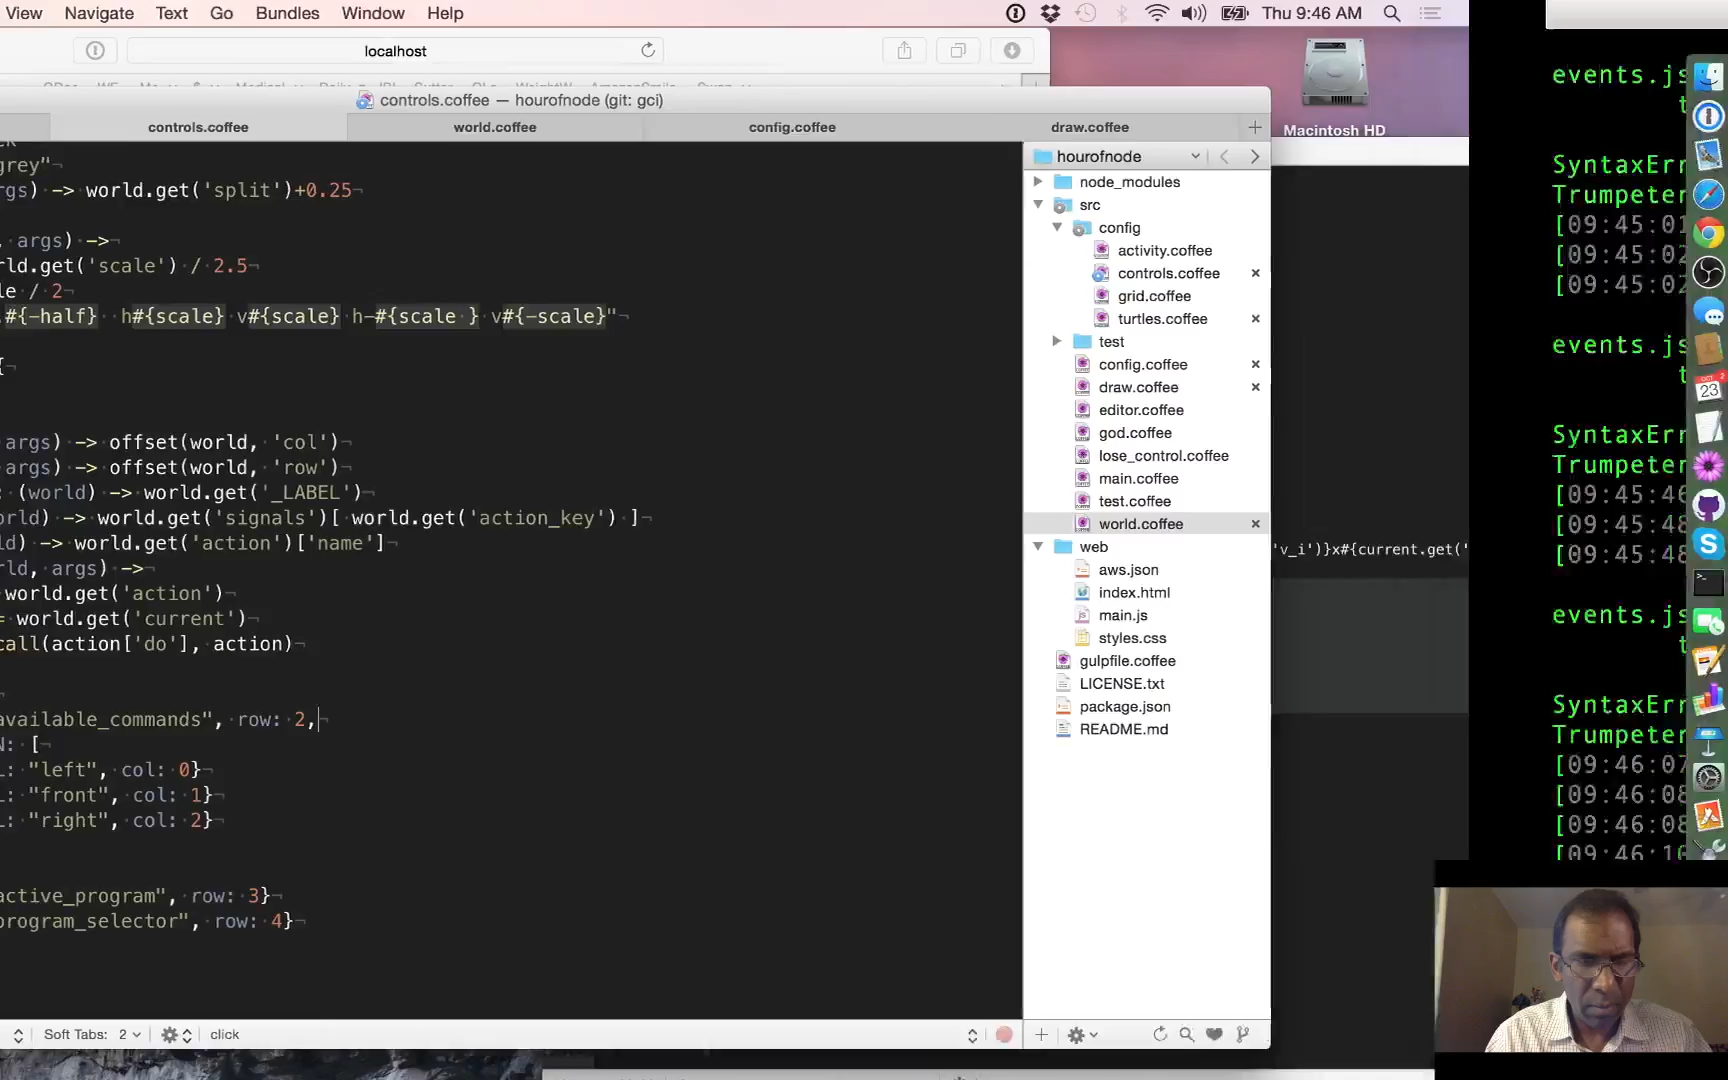 View Navigate Text Go Bundles Window Help Thu 9:46 AM
localhost
controls.coffee — hourofnode (git: gci)
controls.coffee world.coffee config.coffee draw.coffee
grey"
args) -> world.get('split')+0.25
, args) ->
rld.get('scale') / 2.5
le / 2
#{-half} h#{scale} v#{scale} h-#{scale } v#{-scale}"
{
args) -> offset(world, 'col')
args) -> offset(world, 'row')
: (world) -> world.get('_LABEL')
orld) -> world.get('signals')[ world.get('action_key') ]
ld) -> world.get('action')['name']
rld, args) ->
world.get('action')
= world.get('current')
call(action['do'], action)
available_commands", row: 2,
N: [
L: "left", col: 0}
L: "front", col: 1}
L: "right", col: 2}
active_program", row: 3}
program_selector", row: 4}
Soft Tabs: 2 click
hourofnode
node_modules
src
config
activity.coffee
controls.coffee
grid.coffee
turtles.coffee
test
config.coffee
draw.coffee
editor.coffee
god.coffee
lose_control.coffee
main.coffee
test.coffee
world.coffee
web
aws.json
index.html
main.js
styles.css
gulpfile.coffee
LICENSE.txt
package.json
README.md
Macintosh HD
'v_i')}x#{current.get('
events.js
SyntaxErr
Trumpeter
[09:45:01
[09:45:02
[09:45:02
events.js
SyntaxErr
Trumpeter
[09:45:46
[09:45:48
[09:45:48
events.js
SyntaxErr
Trumpeter
[09:46:07
[09:46:08
[09:46:08
[09:46:10
OCT
23